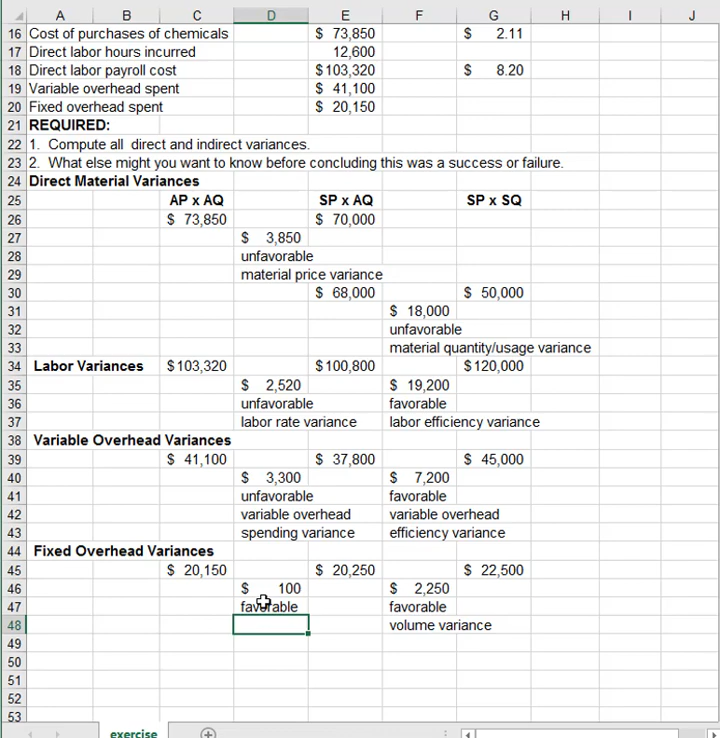 A B C D E F G H I J
16 Cost of purchases of chemicals $ 73,850 $ 2.11
17 Direct labor hours incurred 12,600
18 Direct labor payroll cost $103,320 $ 8.20
19 Variable overhead spent $ 41,100
20 Fixed overhead spent $ 20,150
21 REQUIRED:
22 1. Compute all direct and indirect variances.
23 2. What else might you want to know before concluding this was a success or failure.
24 Direct Material Variances
25 AP x AQ SP x AQ SP x SQ
26 $ 73,850 $ 70,000
27 $ 3,850
28 unfavorable
29 material price variance
30 $ 68,000 $ 50,000
31 $ 18,000
32 unfavorable
33 material quantity/usage variance
34 Labor Variances $103,320 $100,800 $120,000
35 $ 2,520 $ 19,200
36 unfavorable favorable
37 labor rate variance labor efficiency variance
38 Variable Overhead Variances
39 $ 41,100 $ 37,800 $ 45,000
40 $ 3,300 $ 7,200
41 unfavorable favorable
42 variable overhead variable overhead
43 spending variance efficiency variance
44 Fixed Overhead Variances
45 $ 20,150 $ 20,250 $ 22,500
46 $ 100 $ 2,250
47 favorable favorable
48 volume variance
49
50
51
52
53
exercise